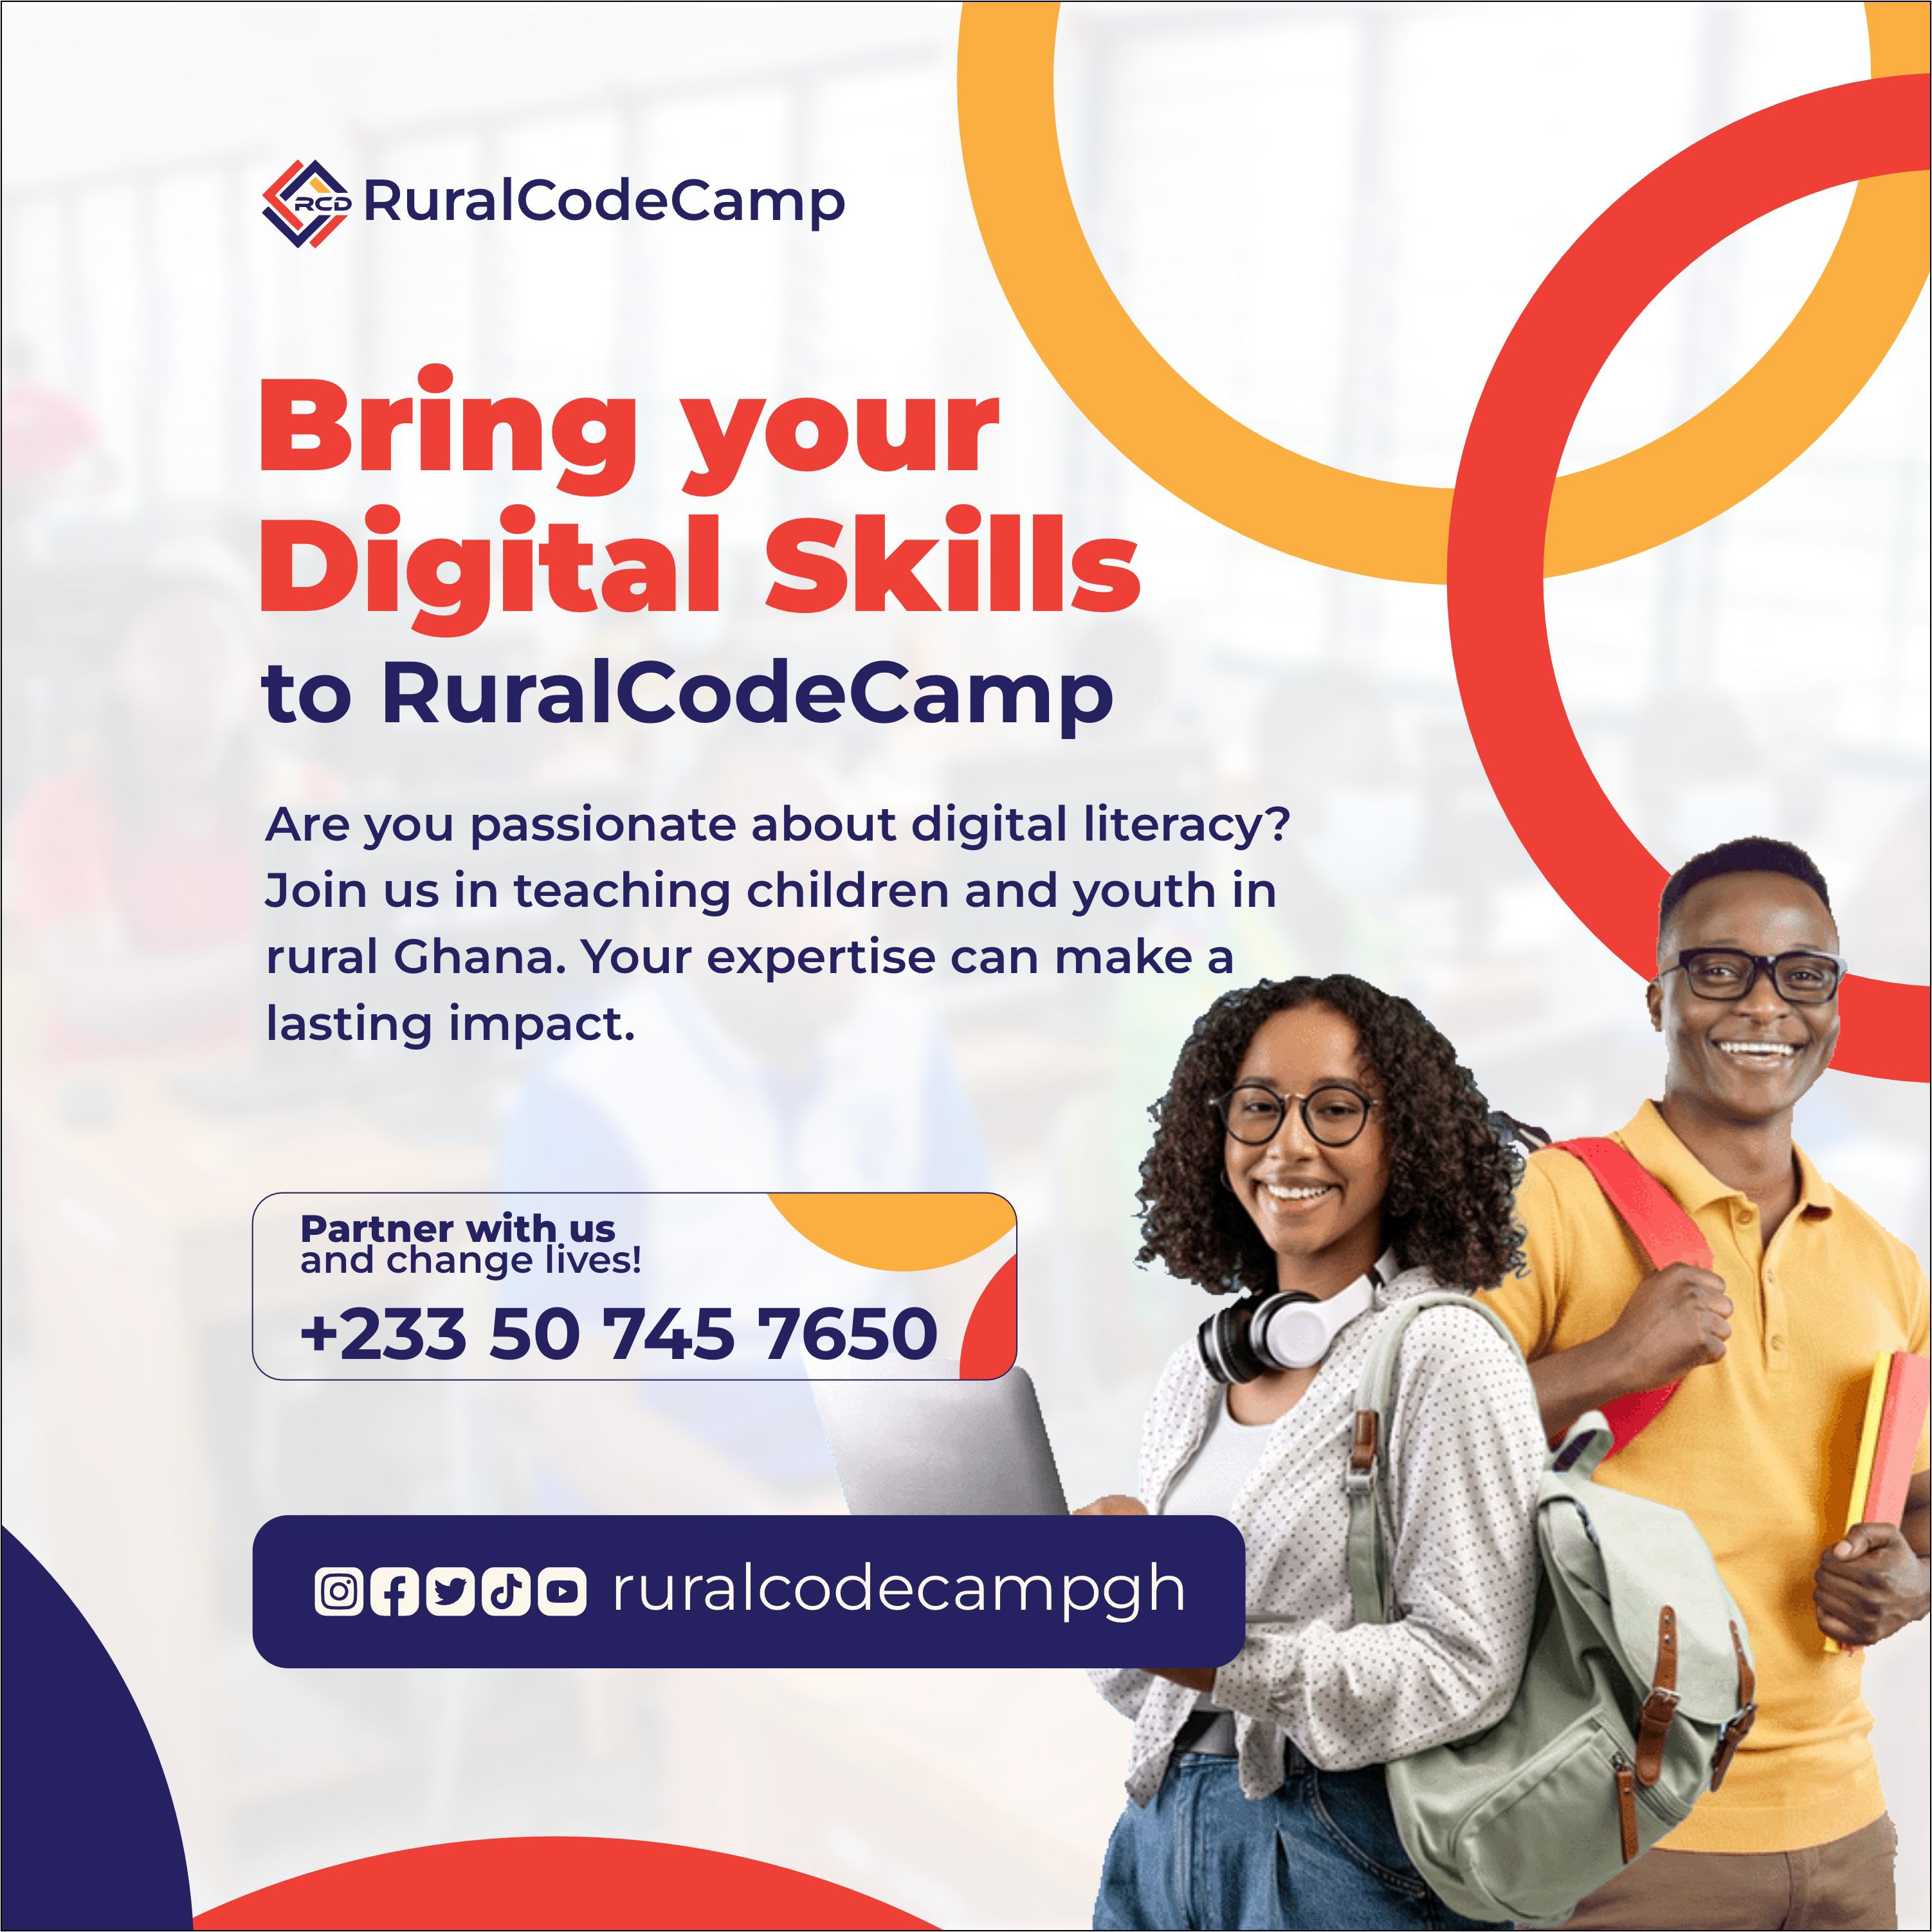 RCD RuralCodeCamp
Bring your
Digital Skills
to RuralCodeCamp
Are you passionate about digital literacy?
Join us in teaching children and youth in
rural Ghana. Your expertise can make a
lasting impact.
Partner with us
and change lives!
+233 50 745 7650
ruralcodecampgh